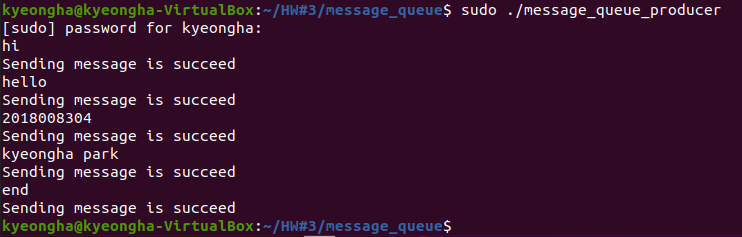 kyeongha@kyeongha-VirtualBox:~/HW#3/message_queue$ sudo ./message_queue_producer
[sudo] password for kyeongha:
hi
Sending message is succeed
hello
Sending message is succeed
2018008304
Sending message is succeed
kyeongha park
Sending message is succeed
end
Sending message is succeed
kyeongha@kyeongha-VirtualBox:~/HW#3/message_queue$